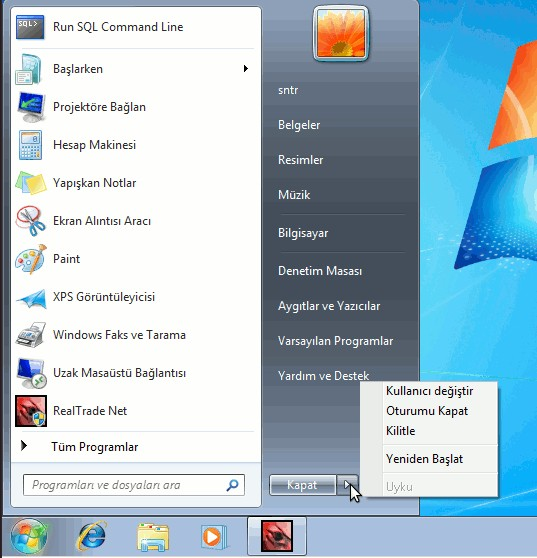 Run SQL Command Line
Başlarken
Projektöre Bağlan
Hesap Makinesi
Yapışkan Notlar
Ekran Alıntısı Aracı
Paint
XPS Görüntüleyicisi
Windows Faks ve Tarama
Uzak Masaüstü Bağlantısı
RealTrade Net
Tüm Programlar
Programları ve dosyaları ara
sntr
Belgeler
Resimler
Müzik
Bilgisayar
Denetim Masası
Aygıtlar ve Yazıcılar
Varsayılan Programlar
Yardım ve Destek
Kapat
Kullanıcı değiştir
Oturumu Kapat
Kilitle
Yeniden Başlat
Uyku
SQL>